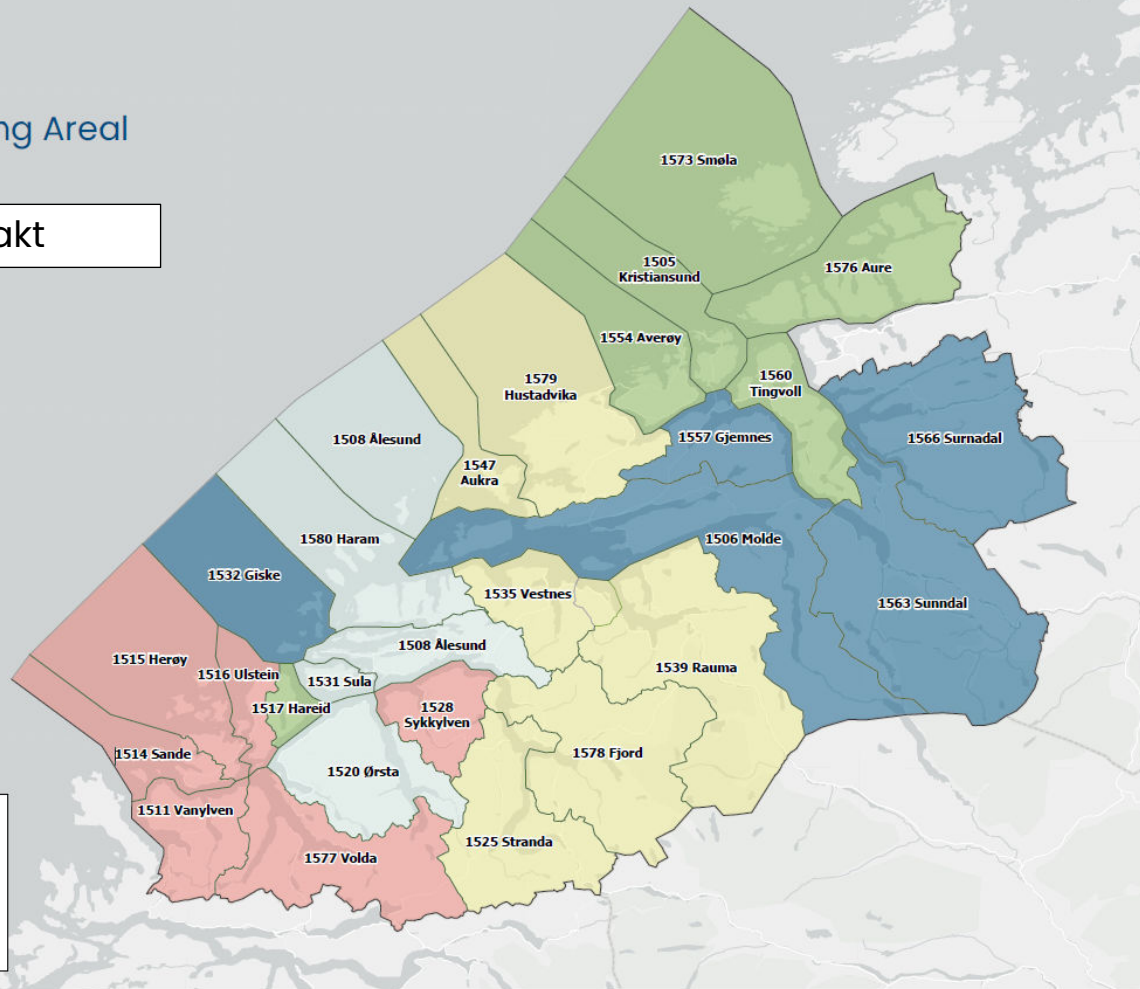 ng Areal
akt
1573 Smøla
1505
Kristiansund
1576 Aure
1554 Averøy
1560
Tingvoll
1579
Hustadvika
1557 Gjemnes
1566 Surnadal
1508 Ålesund
1547
Aukra
1580 Haram
1506 Molde
1532 Giske
1535 Vestnes
1563 Sunndal
1508 Ålesund
1515 Herøy
1516 Ulstein
1531 Sula
1539 Rauma
1517 Hareid
1528
Sykkylven
1514 Sande
1578 Fjord
1520 Ørsta
1511 Vanylven
1577 Volda
1525 Stranda